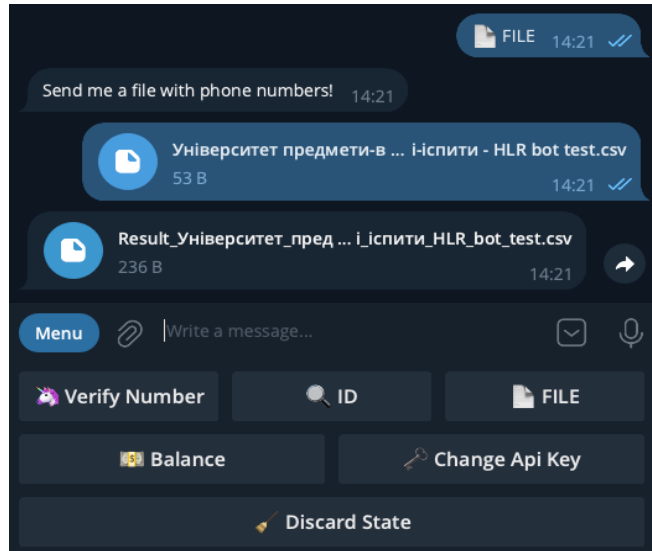 FILE 14:21
Send me a file with phone numbers! 14:21
Університет предмети-в ... і-іспити - HLR bot test.csv
53 B 14:21
Result_Університет_пред ... і_іспити_HLR_bot_test.csv
236 B 14:21
Menu Write a message...
Verify Number ID FILE
Balance Change Api Key
Discard State